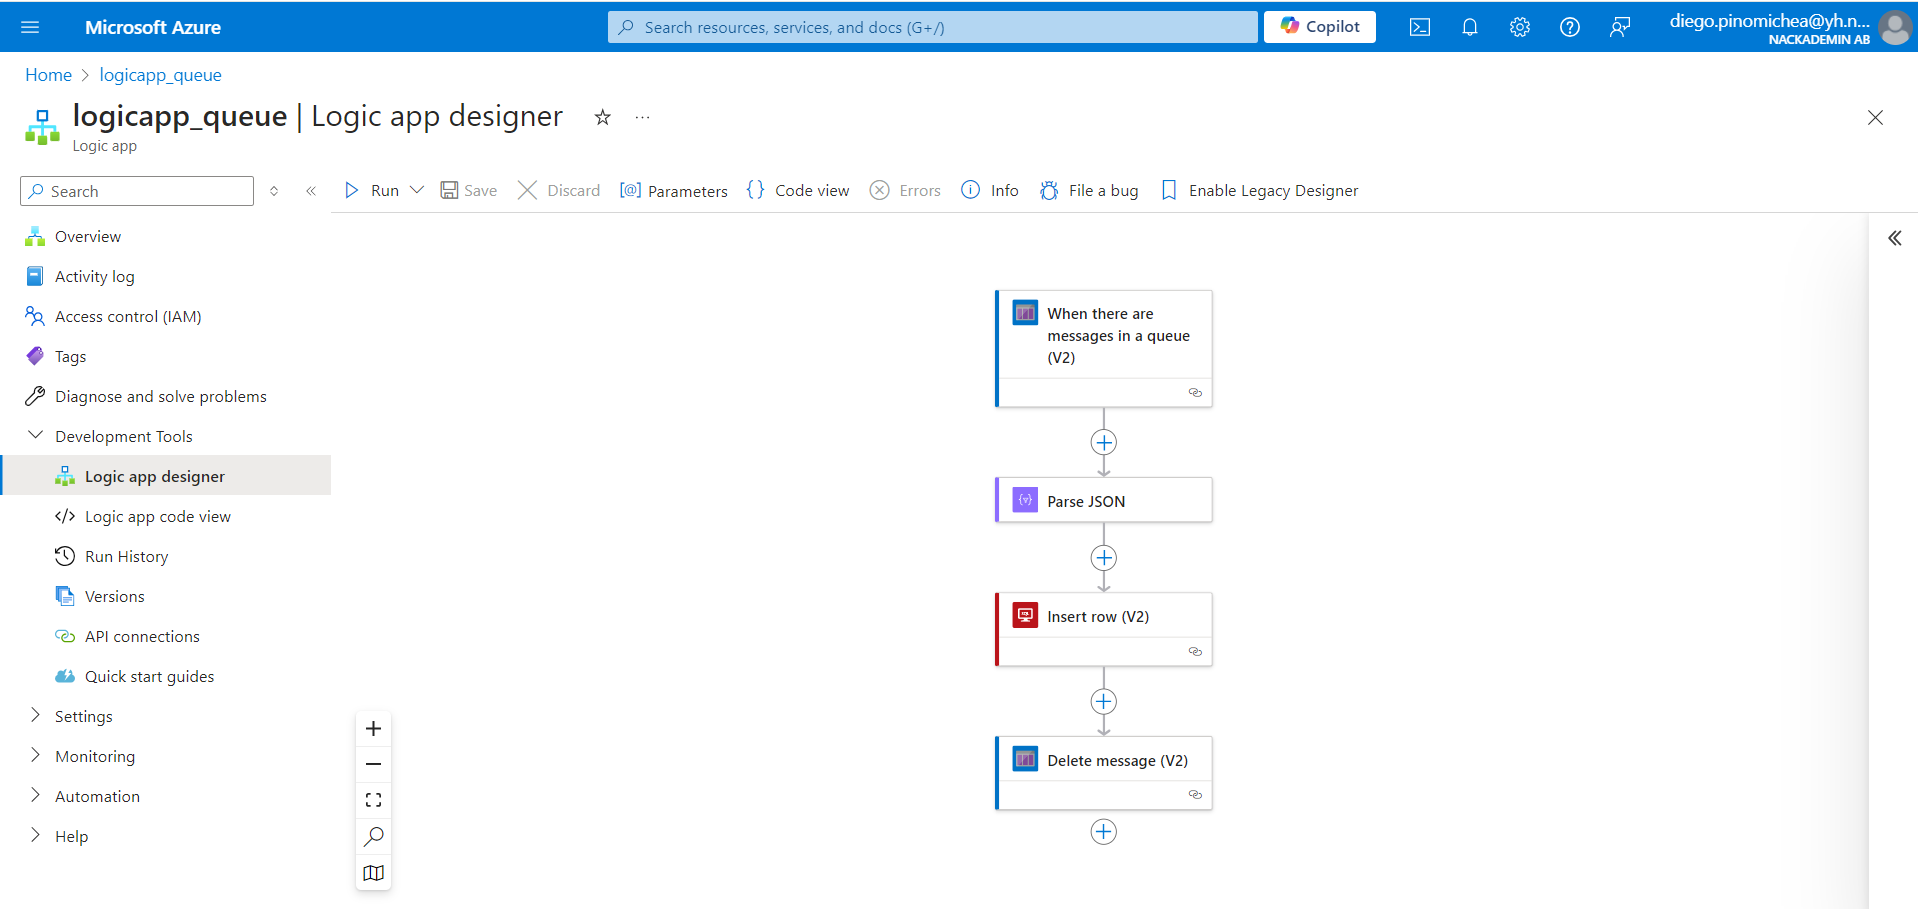 Microsoft Azure
Search resources, services, and docs (G+/)
Copilot
diego.pinomichea@yh.n...
NACKADEMIN AB
Home > logicapp_queue
logicapp_queue | Logic app designer
Logic app
Search
Run
Save
Discard
Parameters
Code view
Errors
Info
File a bug
Enable Legacy Designer
Overview
Activity log
Access control (IAM)
Tags
Diagnose and solve problems
Development Tools
Logic app designer
Logic app code view
Run History
Versions
API connections
Quick start guides
Settings
Monitoring
Automation
Help
When there are
messages in a queue
(V2)
Parse JSON
Insert row (V2)
Delete message (V2)